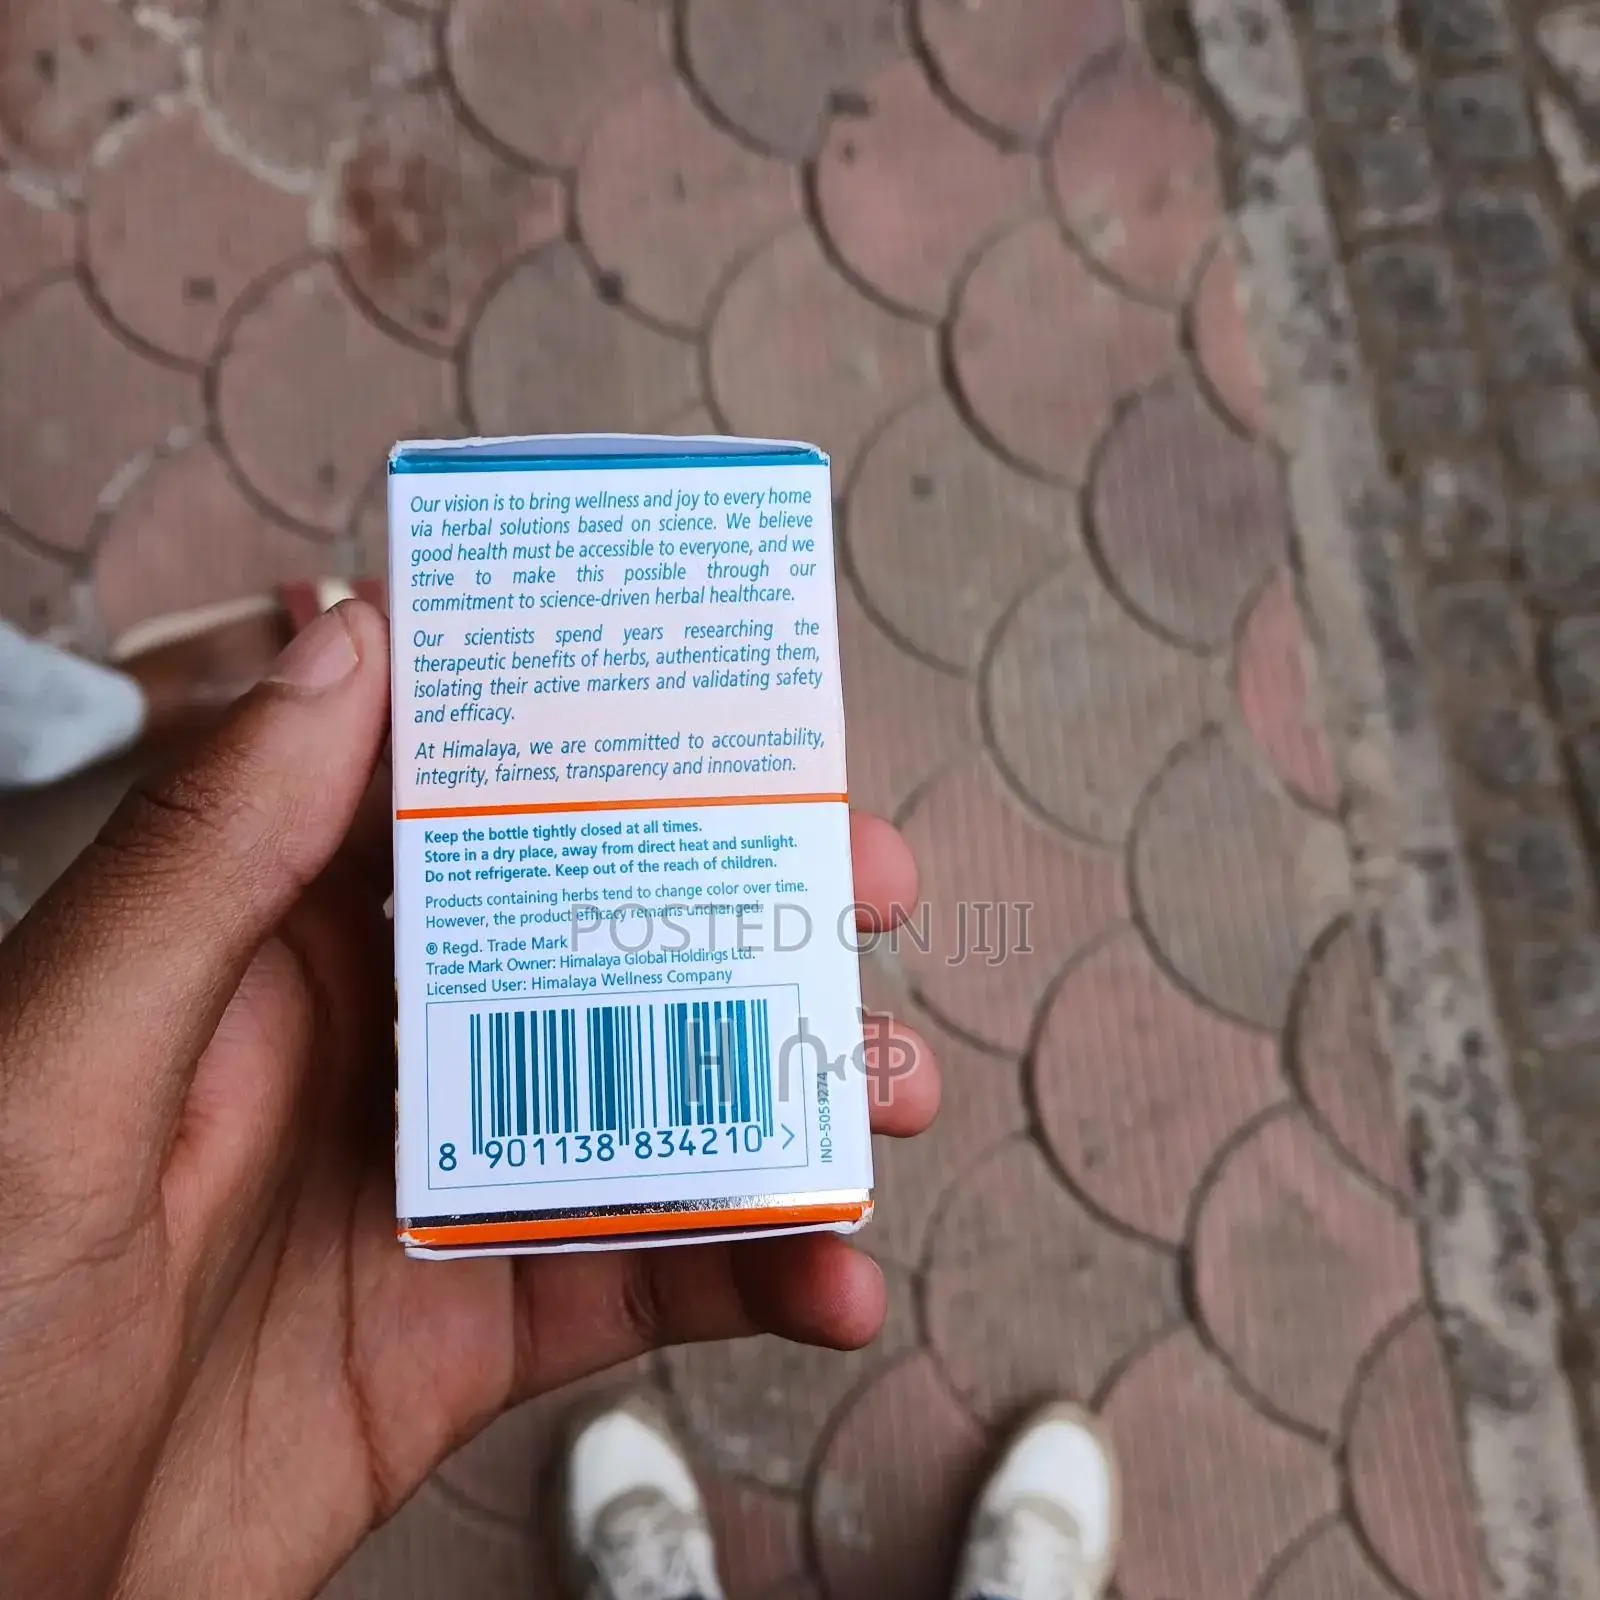 Our vision is to bring wellness and joy to every home
via herbal solutions based on science. We believe
good health must be accessible to everyone, and we
strive to make this possible through our
commitment to science-driven herbal healthcare.
Our scientists spend years researching the
therapeutic benefits of herbs, authenticating them,
isolating their active markers and validating safety
and efficacy.
At Himalaya, we are committed to accountability,
integrity, fairness, transparency and innovation.
Keep the bottle tightly closed at all times.
Store in a dry place, away from direct heat and sunlight.
Do not refrigerate. Keep out of the reach of children.
Products containing herbs tend to change color over time.
However, the product efficacy remains unchanged.
® Regd. Trade Mark
Trade Mark Owner: Himalaya Global Holdings Ltd.
Licensed User: Himalaya Wellness Company
8 901138 834210 >
IND-5059274
POSTED ON JIJI